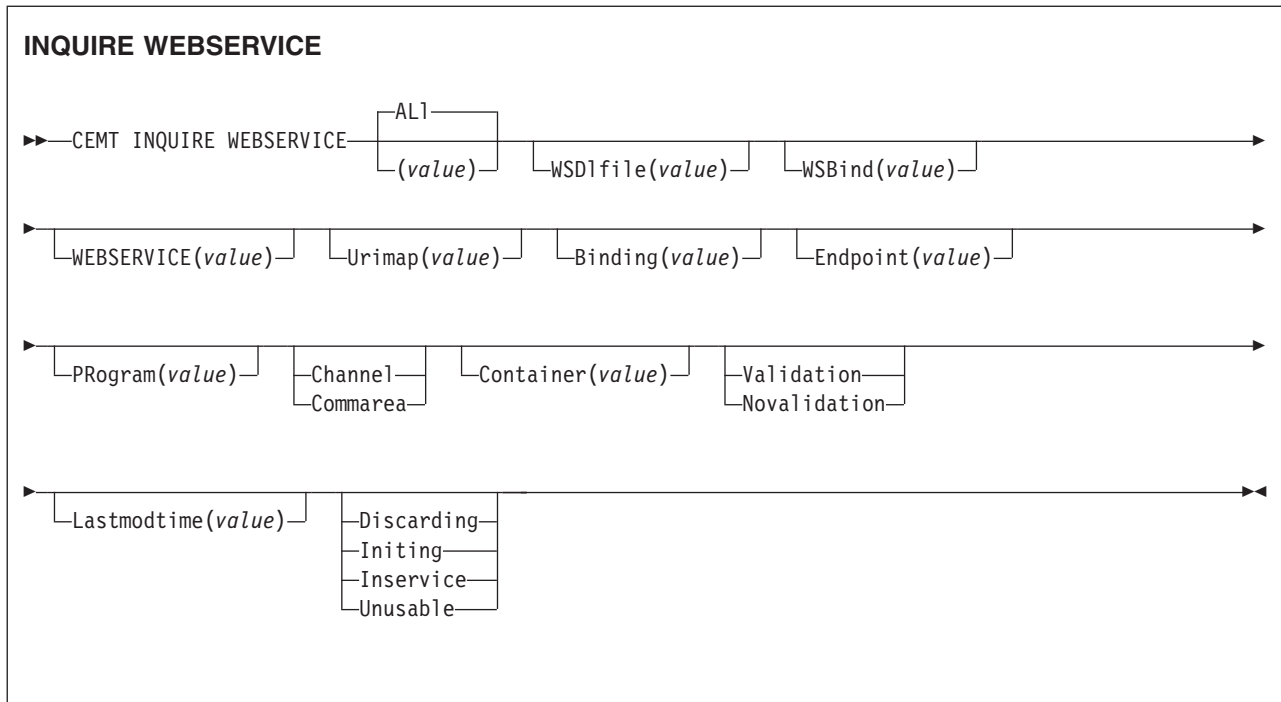 INQUIRE WEBSERVICE
ALl
CEMT INQUIRE WEBSERVICE
(value) WSDlfile(value) WSBind(value)
WEBSERVICE(value) Urimap(value) Binding(value) Endpoint(value)
PRogram(value) Channel Container(value) Validation
Commarea Novalidation
Lastmodtime(value) Discarding
Initing
Inservice
Unusable